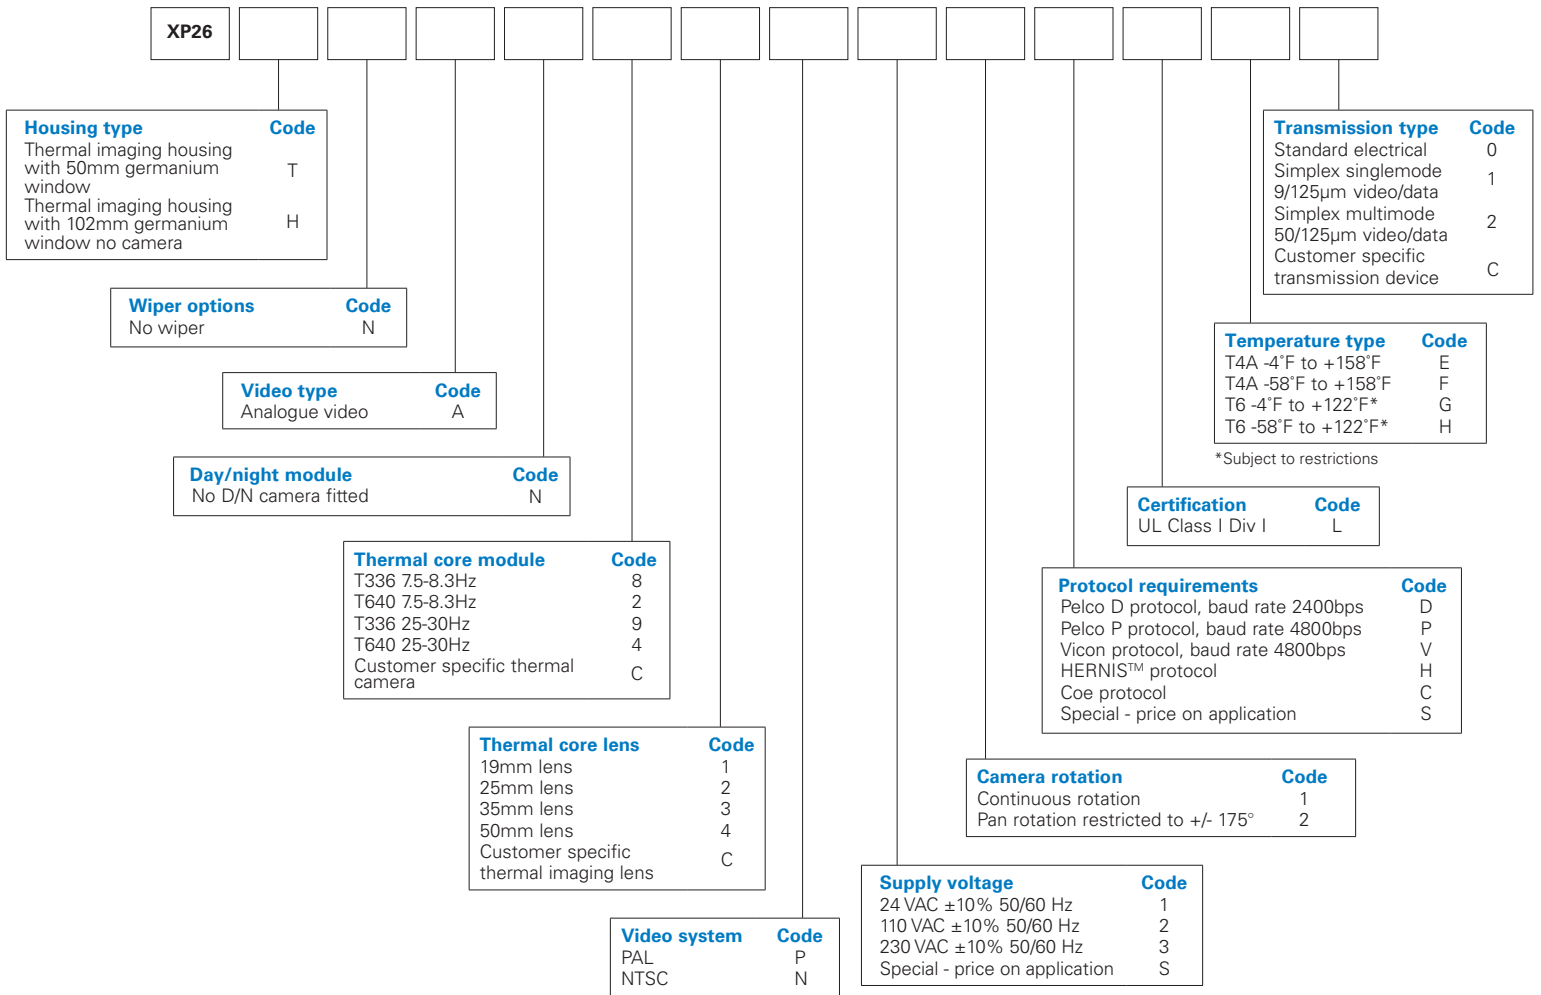 XP26
Housing type Code
Thermal imaging housing
with 50mm germanium
window
T
Thermal imaging housing
with 102mm germanium
window no camera
H
Wiper options Code
No wiper N
Video type Code
Analogue video A
Day/night module Code
No D/N camera fitted N
Thermal core module Code
T336 7.5-8.3Hz 8
T640 7.5-8.3Hz 2
T336 25-30Hz 9
T640 25-30Hz 4
Customer specific thermal
camera
C
Thermal core lens Code
19mm lens 1
25mm lens 2
35mm lens 3
50mm lens 4
Customer specific
thermal imaging lens
C
Video system Code
PAL P
NTSC N
Supply voltage Code
24 VAC ±10% 50/60 Hz 1
110 VAC ±10% 50/60 Hz 2
230 VAC ±10% 50/60 Hz 3
Special - price on application S
Camera rotation Code
Continuous rotation 1
Pan rotation restricted to +/- 175° 2
Protocol requirements Code
Pelco D protocol, baud rate 2400bps D
Pelco P protocol, baud rate 4800bps P
Vicon protocol, baud rate 4800bps V
HERNIS™ protocol H
Coe protocol C
Special - price on application S
Certification Code
UL Class I Div I L
Temperature type Code
T4A -4˚F to +158˚F E
T4A -58˚F to +158˚F F
T6 -4˚F to +122˚F* G
T6 -58˚F to +122˚F* H
*Subject to restrictions
Transmission type Code
Standard electrical 0
Simplex singlemode
9/125µm video/data
1
Simplex multimode
50/125µm video/data
2
Customer specific
transmission device
C